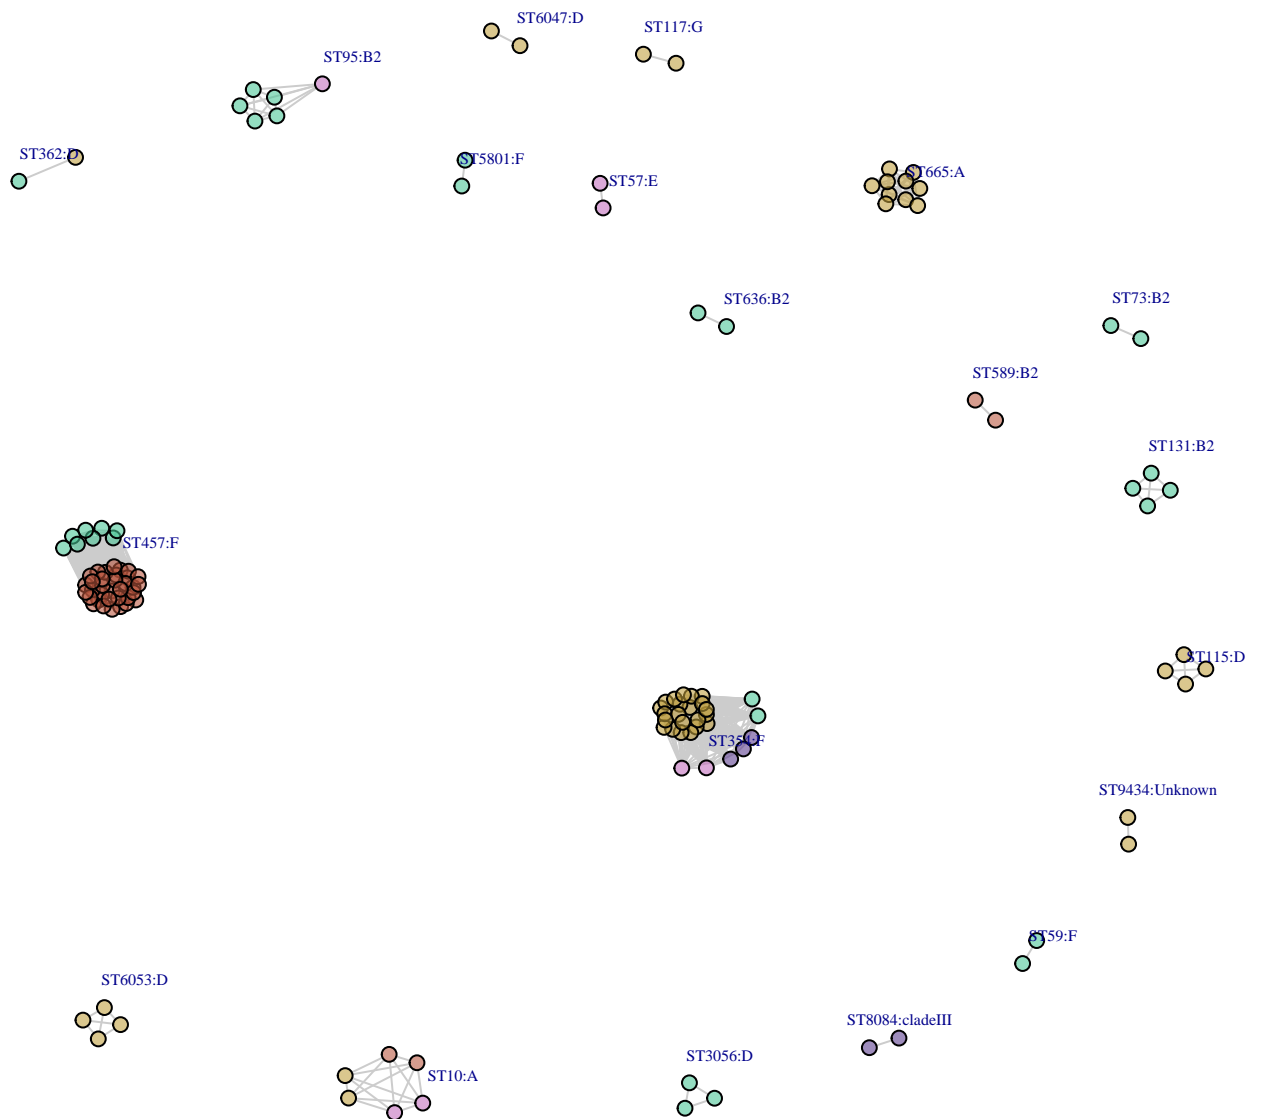 ST6047:D
ST117:G
ST95:B2
ST362:D
ST5801:F
ST57:E
ST665:A
ST636:B2
ST73:B2
ST589:B2
ST131:B2
ST457:F
ST115:D
ST354:F
ST9434:Unknown
ST59:F
ST6053:D
ST8084:cladeIII
ST3056:D
ST10:A